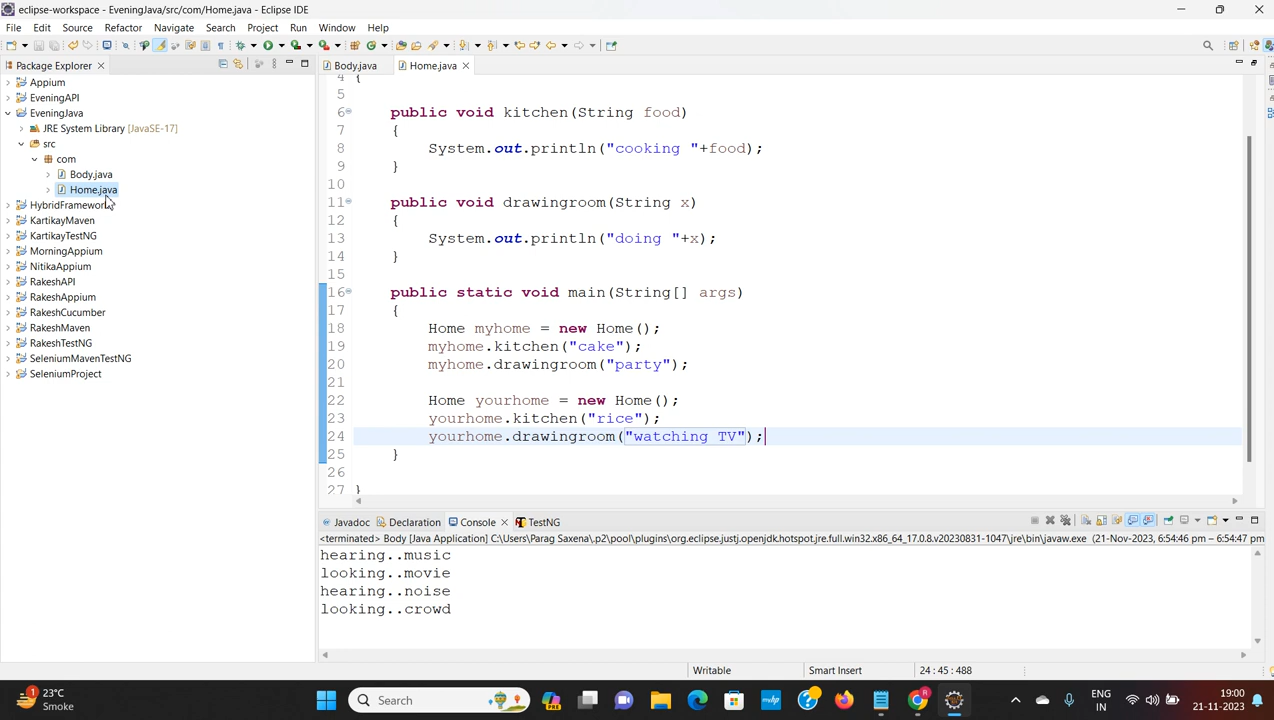 eclipse-workspace - EveningJava/src/com/Home.java - Eclipse IDE
File Edit Source Refactor Navigate Search Project Run Window Help
Package Explorer
Appium
EveningAPI
EveningJava
JRE System Library [JavaSE-17]
src
com
Body.java
Home.java
HybridFramework
KartikayMaven
KartikayTestNG
MorningAppium
NitikaAppium
RakeshAPI
RakeshAppium
RakeshCucumber
RakeshMaven
RakeshTestNG
SeleniumMavenTestNG
SeleniumProject
Body.java Home.java
4 {
5
6 public void kitchen(String food)
7 {
8 System.out.println("cooking "+food);
9 }
10
11 public void drawingroom(String x)
12 {
13 System.out.println("doing "+x);
14 }
15
16 public static void main(String[] args)
17 {
18 Home myhome = new Home();
19 myhome.kitchen("cake");
20 myhome.drawingroom("party");
21
22 Home yourhome = new Home();
23 yourhome.kitchen("rice");
24 yourhome.drawingroom("watching TV");
25 }
26
27 }
Javadoc Declaration Console TestNG
<terminated> Body [Java Application] C:\Users\Parag Saxena\.p2\pool\plugins\org.eclipse.justj.openjdk.hotspot.jre.full.win32.x86_64_17.0.8.v20230831-1047\jre\bin\javaw.exe (21-Nov-2023, 6:54:46 pm – 6:54:47 pm)
hearing..music
looking..movie
hearing..noise
looking..crowd
Writable Smart Insert 24 : 45 : 488
1
23°C
Smoke
Search
ENG
IN
19:00
21-11-2023